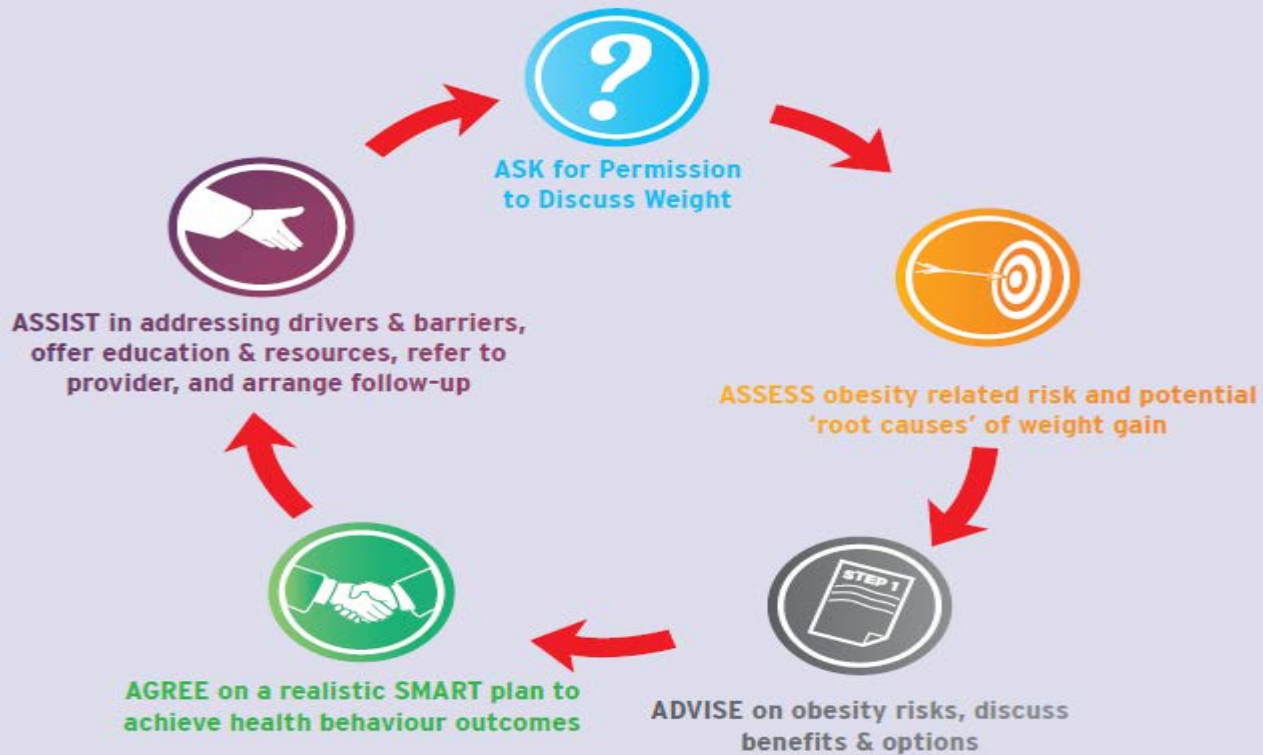 ?
ASK for Permission
to Discuss Weight
ASSESS obesity related risk and potential
‘root causes’ of weight gain
STEP 1
ADVISE on obesity risks, discuss
benefits & options
AGREE on a realistic SMART plan to
achieve health behaviour outcomes
ASSIST in addressing drivers & barriers,
offer education & resources, refer to
provider, and arrange follow-up